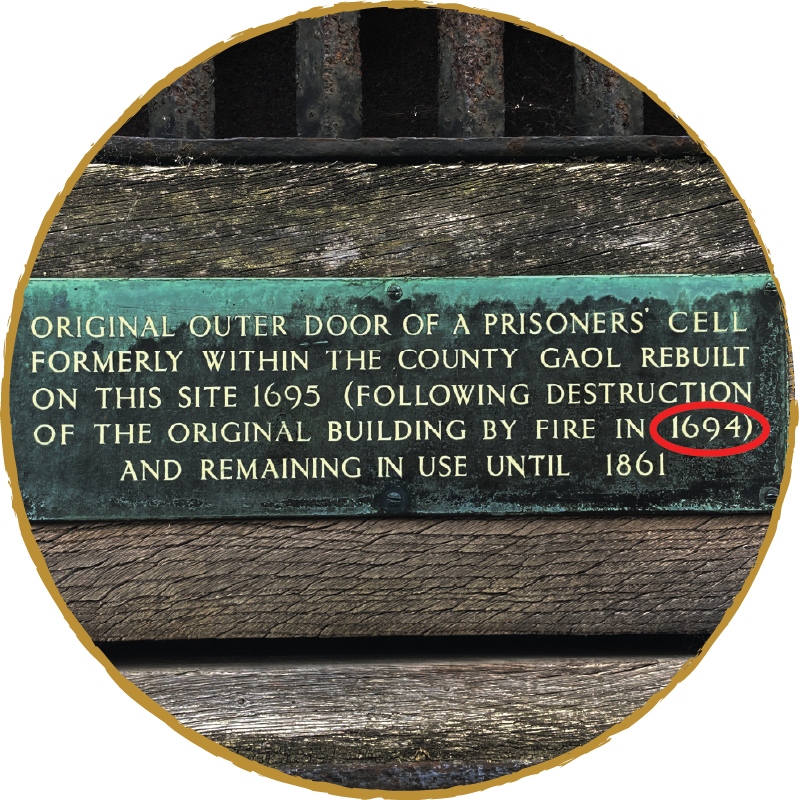 ORIGINAL OUTER DOOR OF A PRISONERS' CELL
FORMERLY WITHIN THE COUNTY GAOL REBUILT
ON THIS SITE 1695 (FOLLOWING DESTRUCTION
OF THE ORIGINAL BUILDING BY FIRE IN 1694)
AND REMAINING IN USE UNTIL 1861